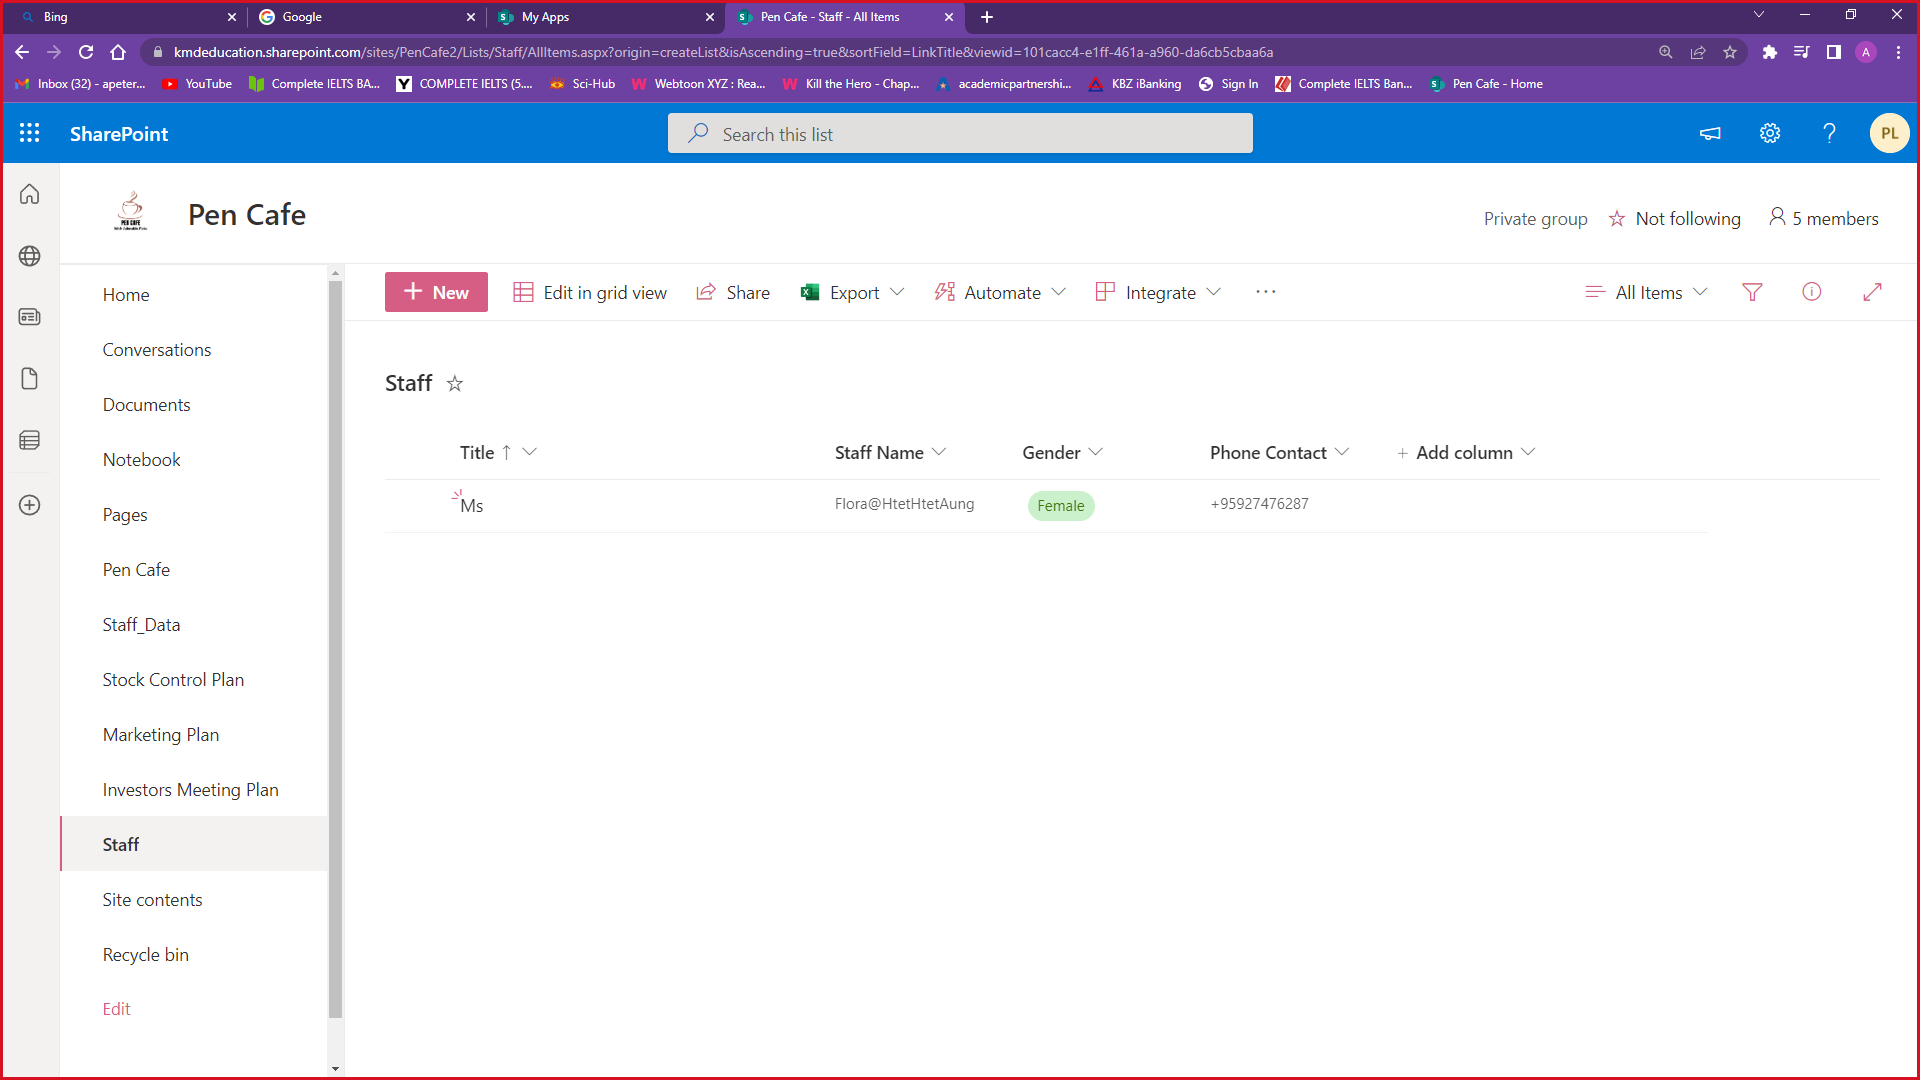 Bing
Google
My Apps
Pen Cafe - Staff - All Items
kmdeducation.sharepoint.com/sites/PenCafe2/Lists/Staff/AllItems.aspx?origin=createList&isAscending=true&sortField=LinkTitle&viewid=101cacc4-e1ff-461a-a960-da6cb5cbaa6a
A
Inbox (32) - apeter...
YouTube
Complete IELTS BA...
COMPLETE IELTS (5....
Sci-Hub
Webtoon XYZ : Rea...
Kill the Hero - Chap...
academicpartnershi...
KBZ iBanking
Sign In
Complete IELTS Ban...
Pen Cafe - Home
SharePoint
Search this list
PL
PEN CAFE
Pen Cafe
Private group
Not following
5 members
Home
Conversations
Documents
Notebook
Pages
Pen Cafe
Staff_Data
Stock Control Plan
Marketing Plan
Investors Meeting Plan
Staff
Site contents
Recycle bin
Edit
+ New
Edit in grid view
Share
Export
Automate
Integrate
...
All Items
Staff
Title
Staff Name
Gender
Phone Contact
+ Add column
Ms
Flora@HtetHtetAung
Female
+95927476287